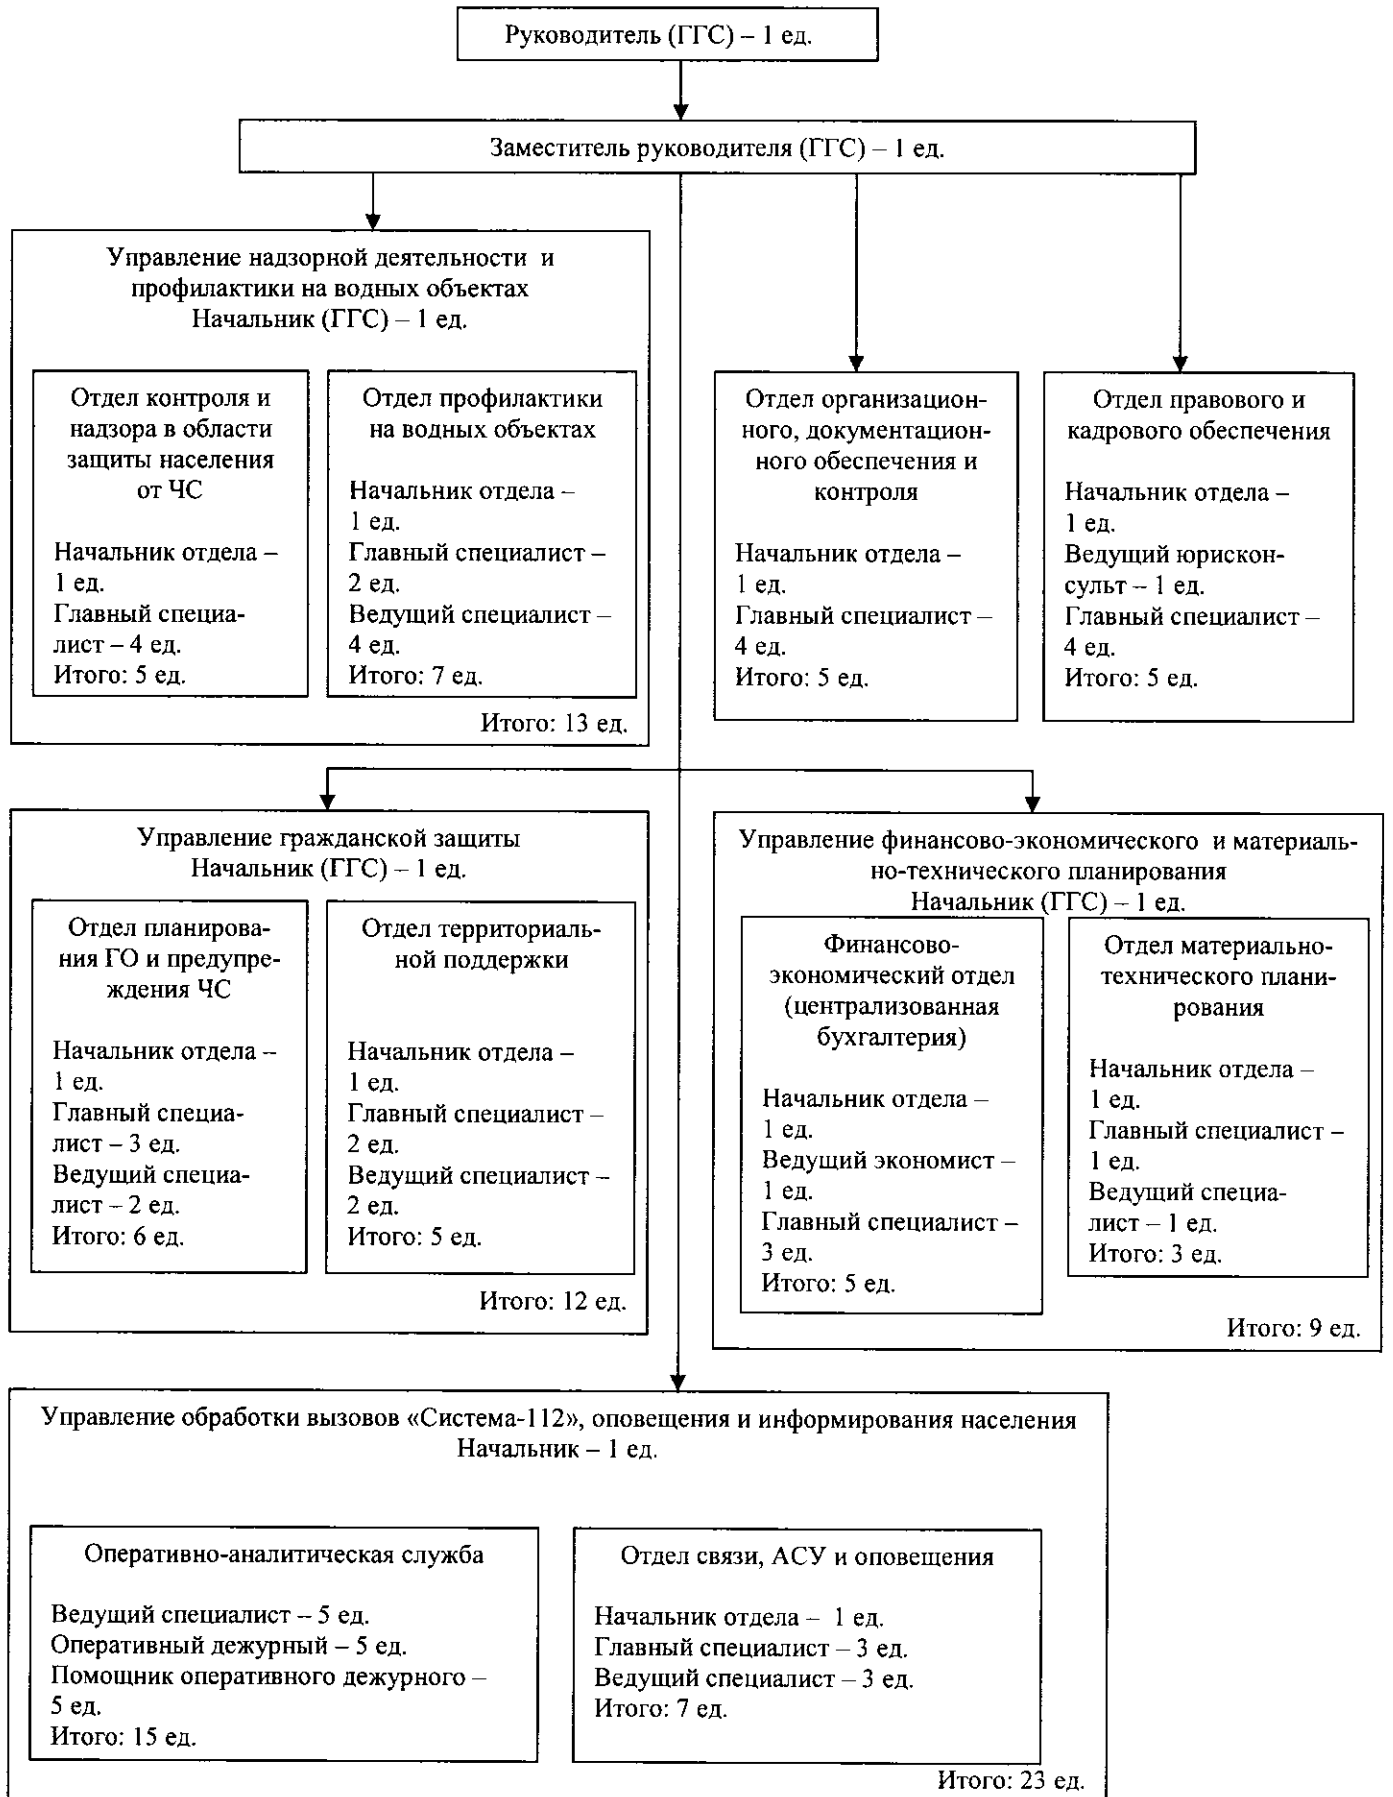 Руководитель (ГГС) – 1 ед.
Заместитель руководителя (ГГС) – 1 ед.
Управление надзорной деятельности и
профилактики на водных объектах
Начальник (ГГС) – 1 ед.
Отдел контроля и
надзора в области
защиты населения
от ЧС
Начальник отдела –
1 ед.
Главный специа-
лист – 4 ед.
Итого: 5 ед.
Отдел профилактики
на водных объектах
Начальник отдела –
1 ед.
Главный специалист –
2 ед.
Ведущий специалист –
4 ед.
Итого: 7 ед.
Итого: 13 ед.
Отдел организацион-
ного, документацион-
ного обеспечения и
контроля
Начальник отдела –
1 ед.
Главный специалист –
4 ед.
Итого: 5 ед.
Отдел правового и
кадрового обеспечения
Начальник отдела –
1 ед.
Ведущий юрискон-
сульт – 1 ед.
Главный специалист –
4 ед.
Итого: 5 ед.
Управление гражданской защиты
Начальник (ГГС) – 1 ед.
Отдел планирова-
ния ГО и предупре-
ждения ЧС
Начальник отдела –
1 ед.
Главный специа-
лист – 3 ед.
Ведущий специа-
лист – 2 ед.
Итого: 6 ед.
Отдел территориаль-
ной поддержки
Начальник отдела –
1 ед.
Главный специалист –
2 ед.
Ведущий специалист –
2 ед.
Итого: 5 ед.
Итого: 12 ед.
Управление финансово-экономического и материаль-
но-технического планирования
Начальник (ГГС) – 1 ед.
Финансово-
экономический отдел
(централизованная
бухгалтерия)
Начальник отдела –
1 ед.
Ведущий экономист –
1 ед.
Главный специалист –
3 ед.
Итого: 5 ед.
Отдел материально-
технического плани-
рования
Начальник отдела –
1 ед.
Главный специалист –
1 ед.
Ведущий специа-
лист – 1 ед.
Итого: 3 ед.
Итого: 9 ед.
Управление обработки вызовов «Система-112», оповещения и информирования населения
Начальник – 1 ед.
Оперативно-аналитическая служба
Ведущий специалист – 5 ед.
Оперативный дежурный – 5 ед.
Помощник оперативного дежурного –
5 ед.
Итого: 15 ед.
Отдел связи, АСУ и оповещения
Начальник отдела – 1 ед.
Главный специалист – 3 ед.
Ведущий специалист – 3 ед.
Итого: 7 ед.
Итого: 23 ед.